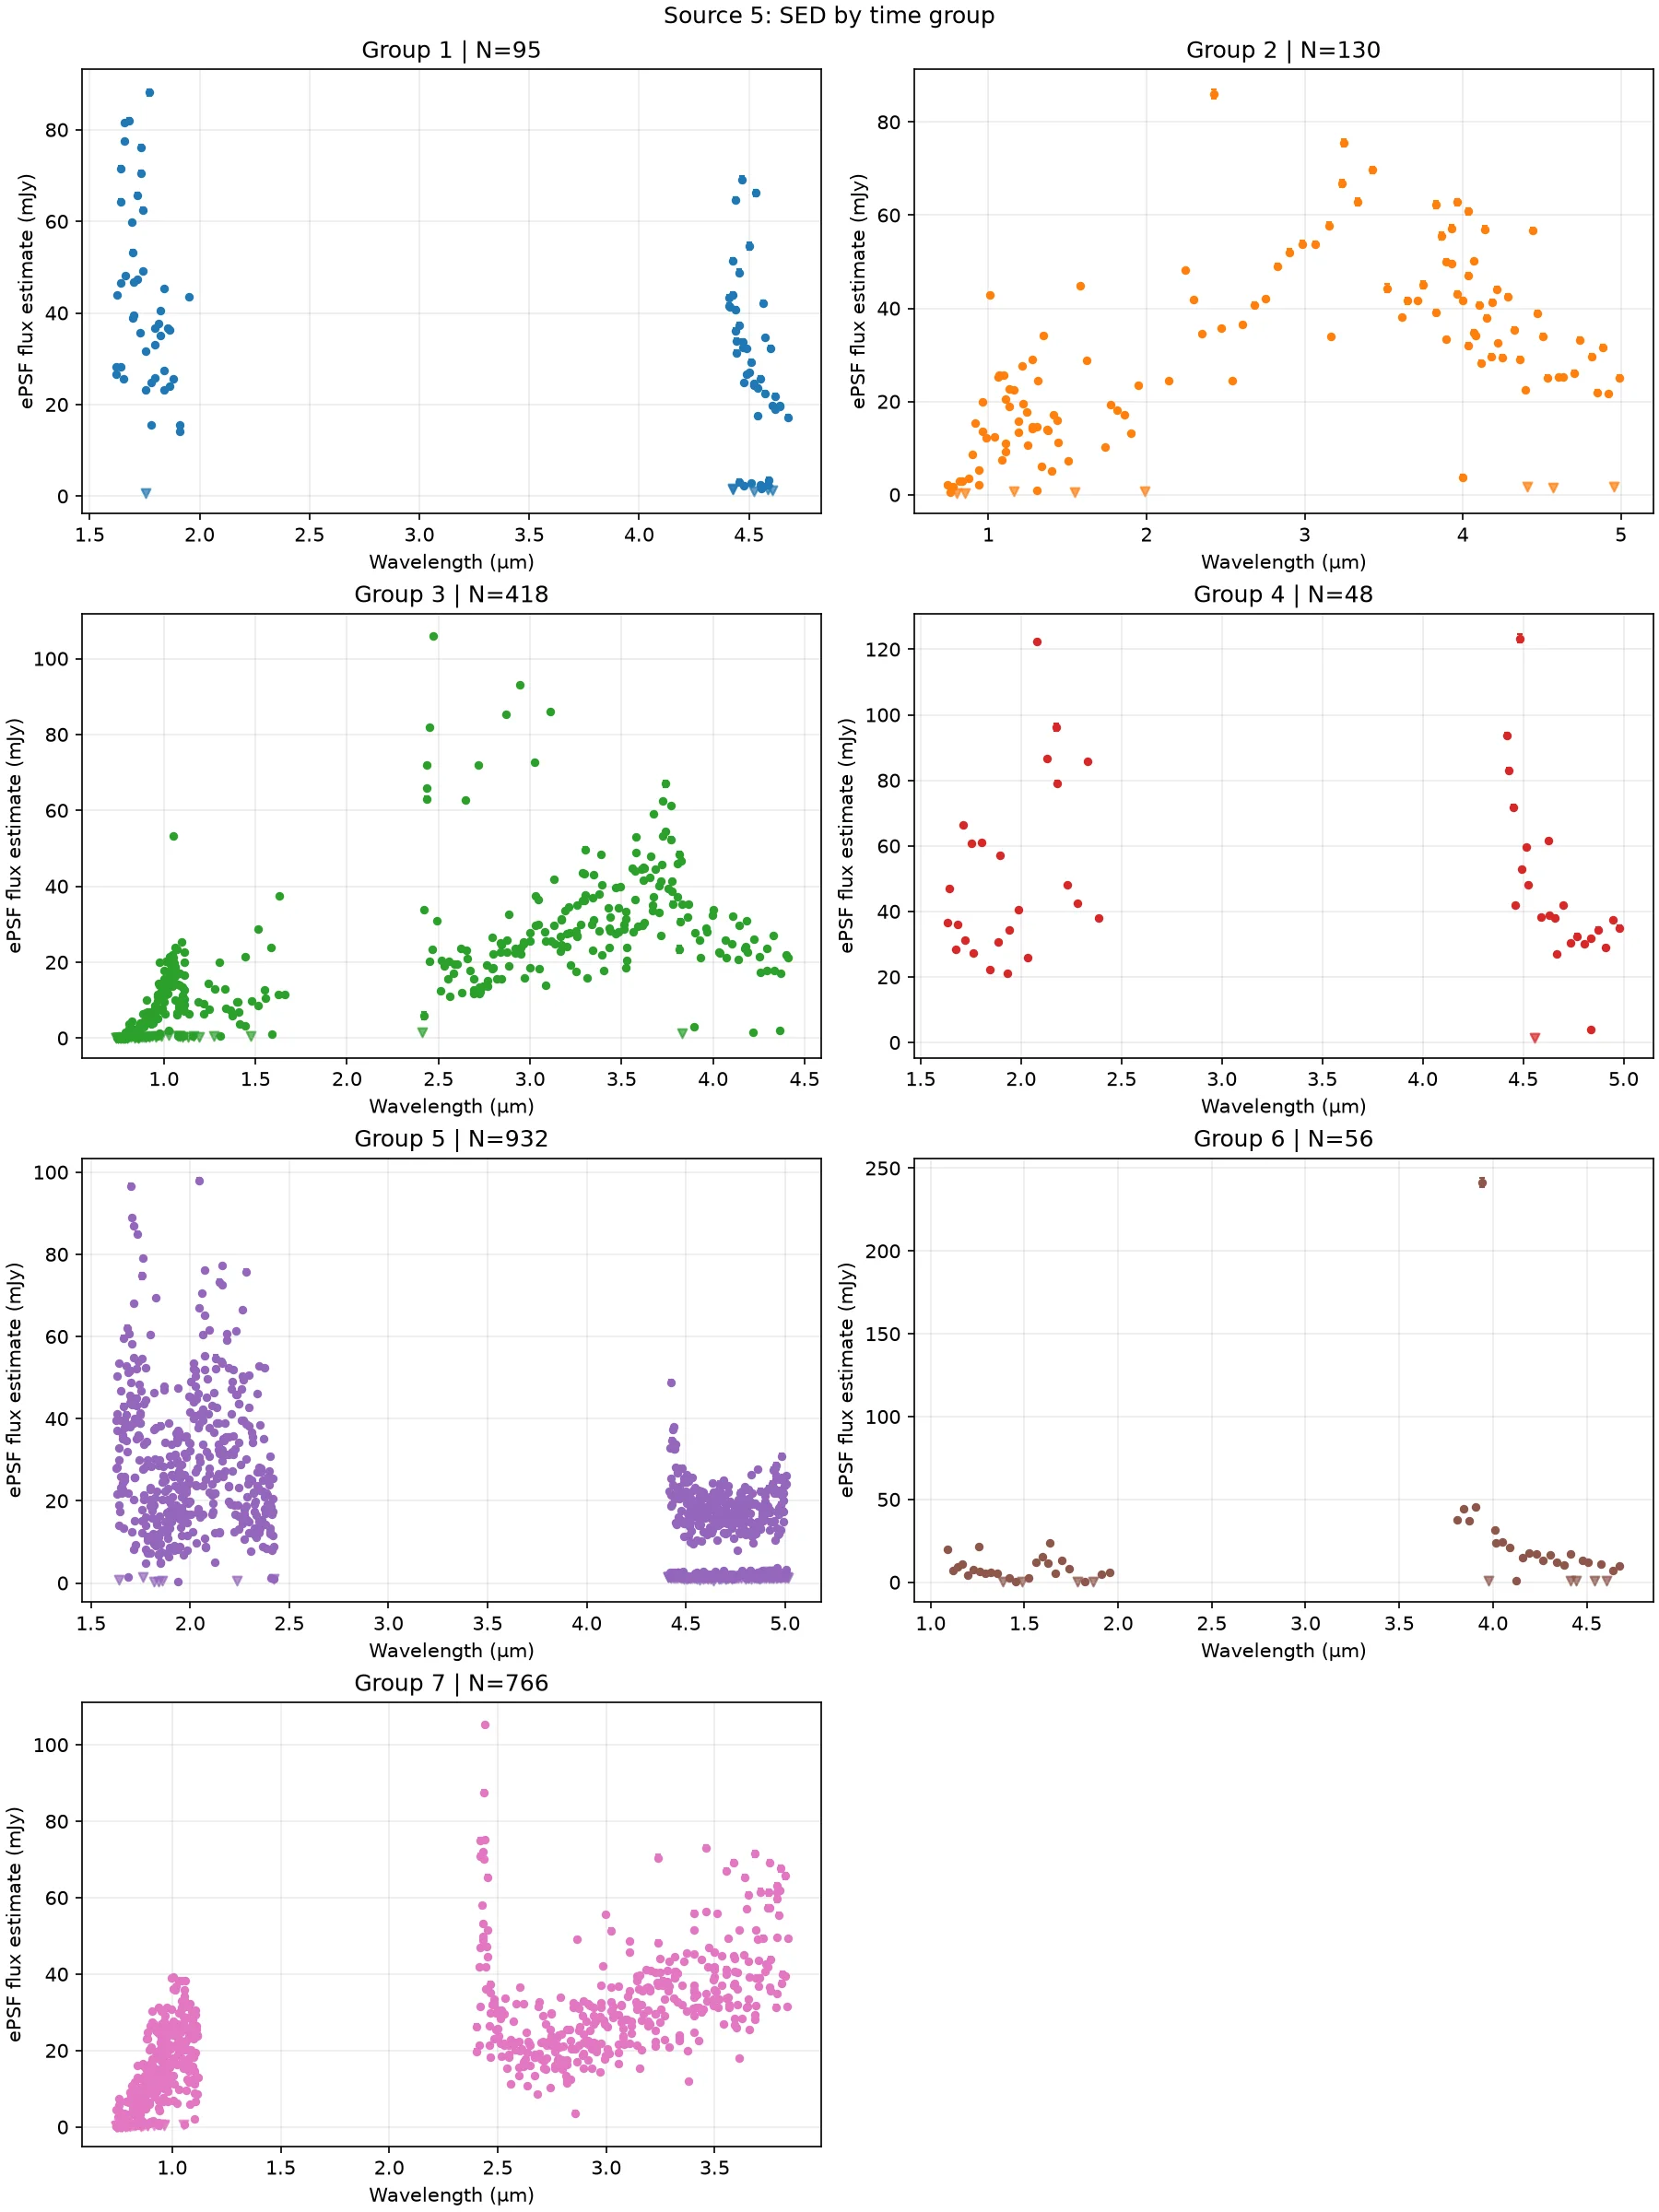 Source 5: SED by time group
Group 1 | N=95
ePSF flux estimate (mJy)
80
60
40
20
0
1.5 2.0 2.5 3.0 3.5 4.0 4.5
Wavelength (µm)
Group 2 | N=130
ePSF flux estimate (mJy)
80
60
40
20
0
1 2 3 4 5
Wavelength (µm)
Group 3 | N=418
ePSF flux estimate (mJy)
100
80
60
40
20
0
1.0 1.5 2.0 2.5 3.0 3.5 4.0 4.5
Wavelength (µm)
Group 4 | N=48
ePSF flux estimate (mJy)
120
100
80
60
40
20
0
1.5 2.0 2.5 3.0 3.5 4.0 4.5 5.0
Wavelength (µm)
Group 5 | N=932
ePSF flux estimate (mJy)
100
80
60
40
20
0
1.5 2.0 2.5 3.0 3.5 4.0 4.5 5.0
Wavelength (µm)
Group 6 | N=56
ePSF flux estimate (mJy)
250
200
150
100
50
0
1.0 1.5 2.0 2.5 3.0 3.5 4.0 4.5
Wavelength (µm)
Group 7 | N=766
ePSF flux estimate (mJy)
100
80
60
40
20
0
1.0 1.5 2.0 2.5 3.0 3.5
Wavelength (µm)